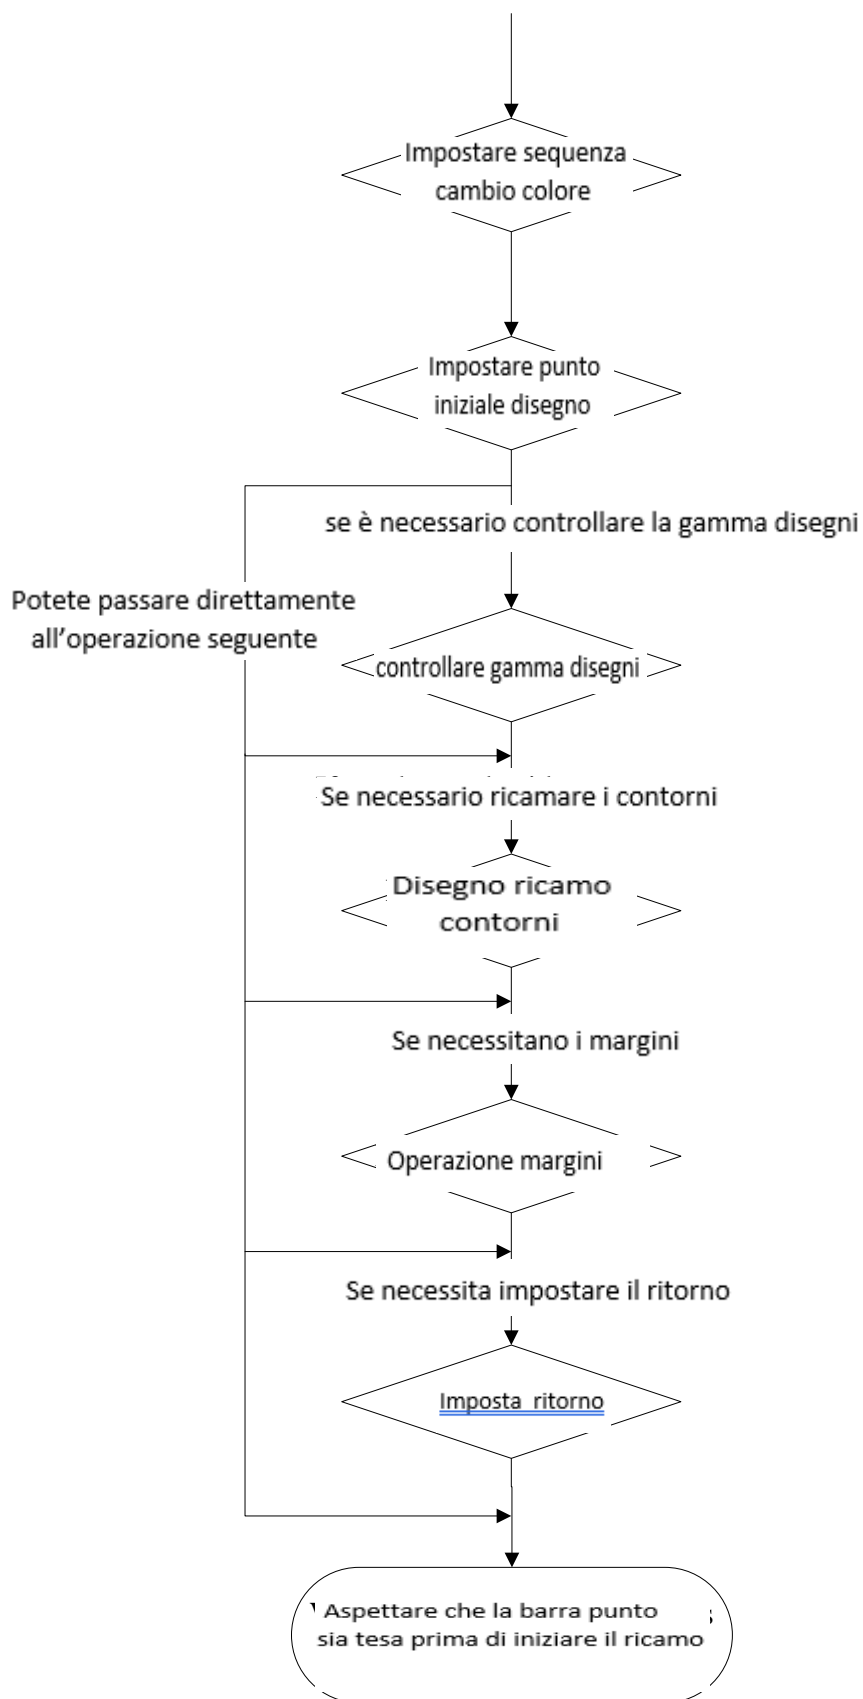 Impostare sequenza
cambio colore
Impostare punto
iniziale disegno
se è necessario controllare la gamma disegni
Potete passare direttamente
all’operazione seguente
controllare gamma disegni
Se necessario ricamare i contorni
Disegno ricamo
contorni
Se necessitano i margini
Operazione margini
Se necessita impostare il ritorno
Imposta ritorno
Aspettare che la barra punto
sia tesa prima di iniziare il ricamo